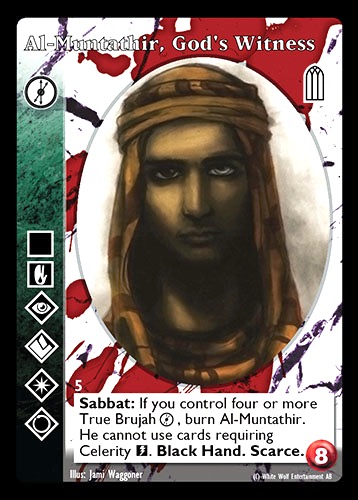 Al-Muntathir, God's Witness
5
Sabbat: If you control four or more
True Brujah , burn Al-Muntathir.
He cannot use cards requiring
Celerity . Black Hand. Scarce.
8
Illus: Jami Waggoner
(C)White Wolf Entertainment AB